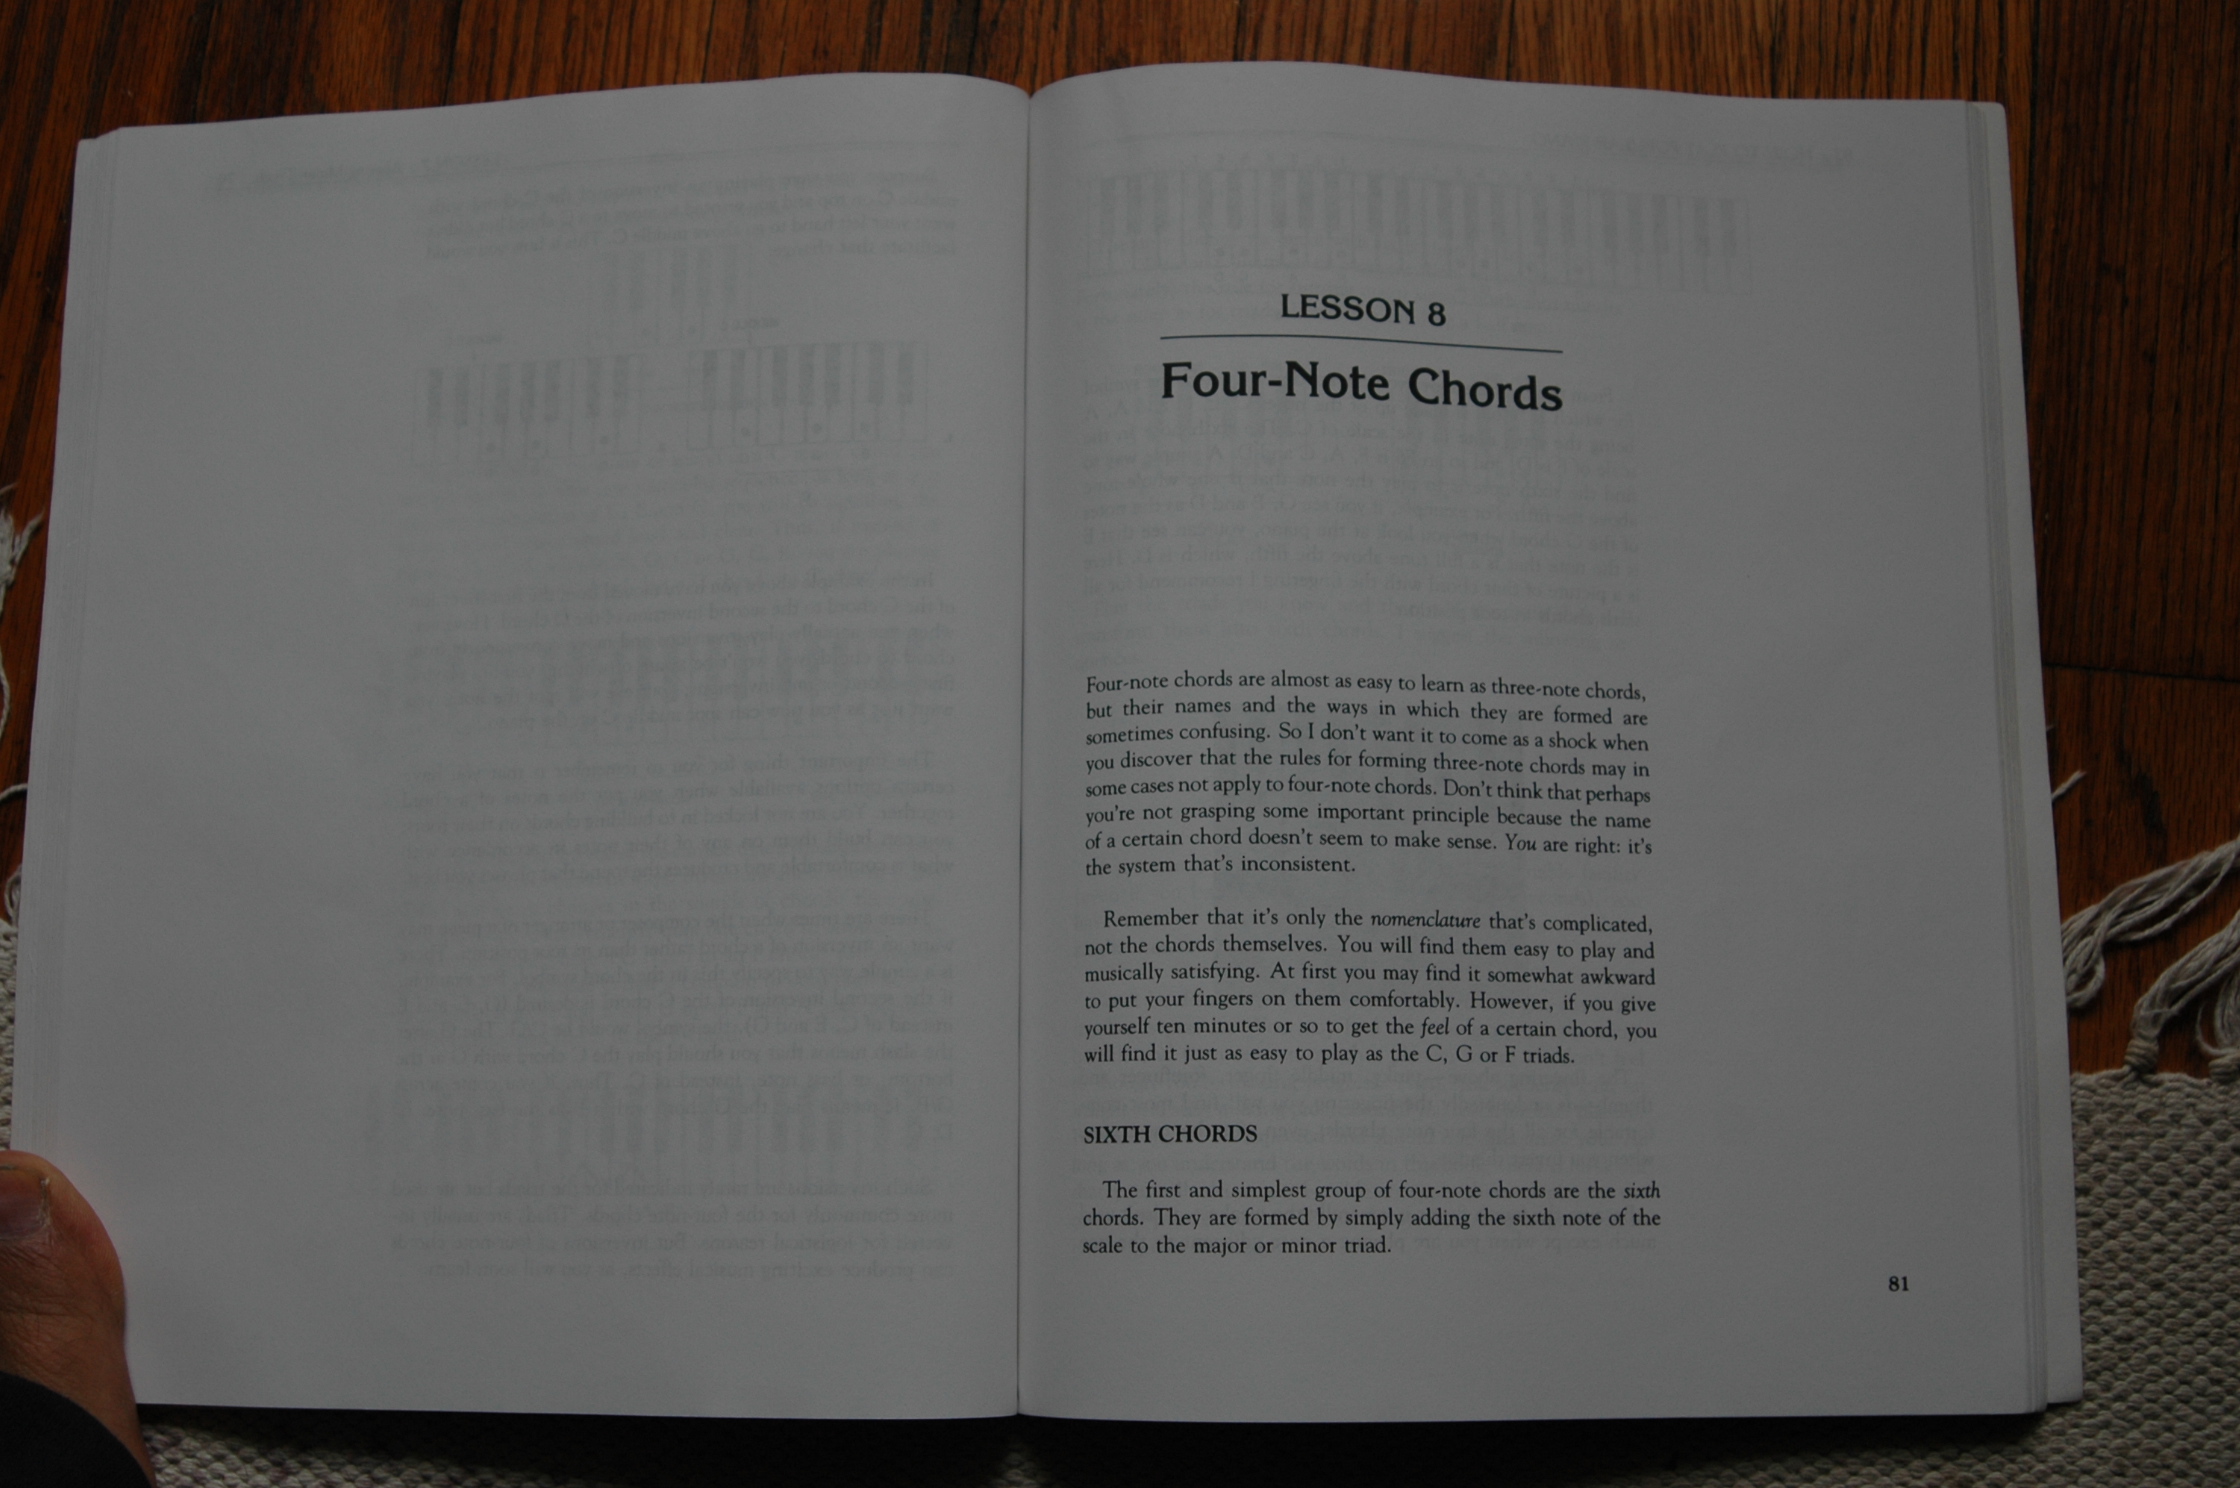 LESSON 8
Four-Note Chords
Four-note chords are almost as easy to learn as three-note chords,
but their names and the ways in which they are formed are
sometimes confusing. So I don't want it to come as a shock when
you discover that the rules for forming three-note chords may in
some cases not apply to four-note chords. Don't think that perhaps
you're not grasping some important principle because the name
of a certain chord doesn't seem to make sense. You are right: it's
the system that's inconsistent.
Remember that it's only the nomenclature that's complicated,
not the chords themselves. You will find them easy to play and
musically satisfying. At first you may find it somewhat awkward
to put your fingers on them comfortably. However, if you give
yourself ten minutes or so to get the feel of a certain chord, you
will find it just as easy to play as the C, G or F triads.
SIXTH CHORDS
The first and simplest group of four-note chords are the sixth
chords. They are formed by simply adding the sixth note of the
scale to the major or minor triad.
81